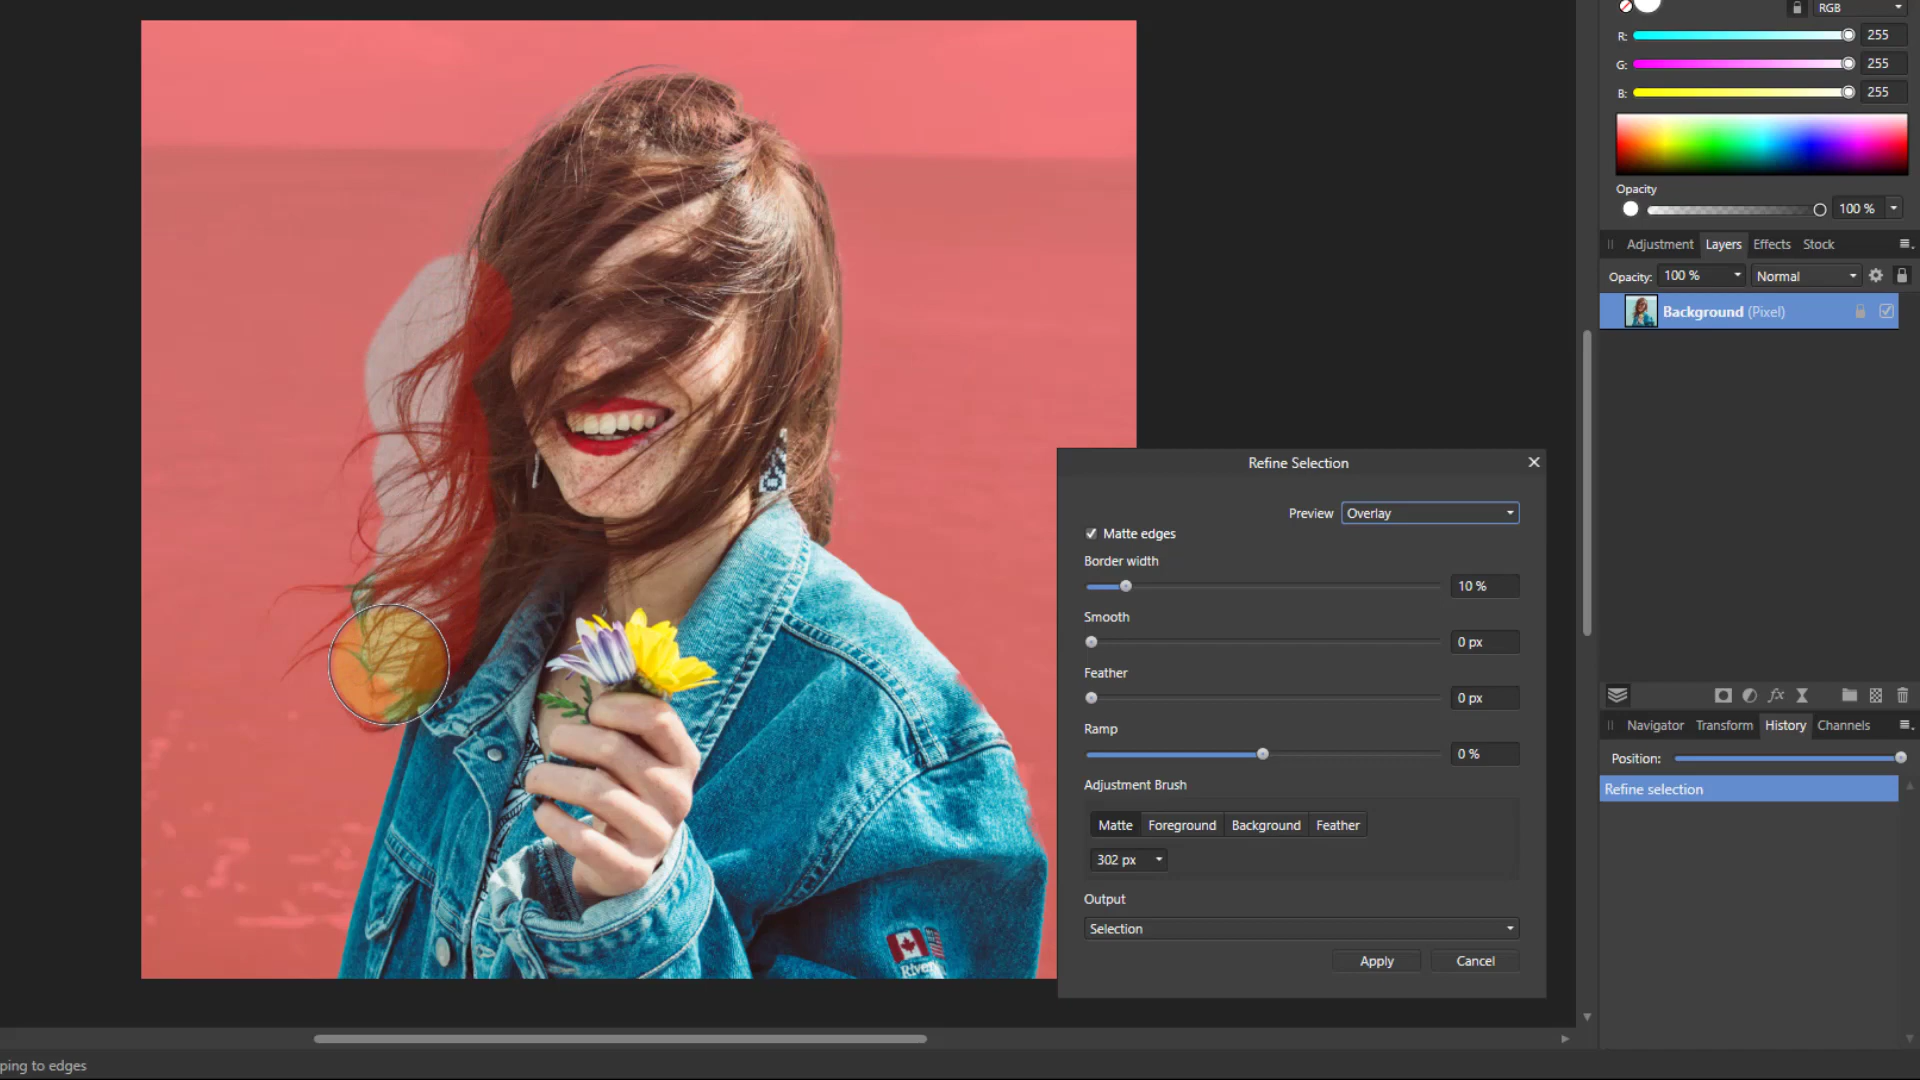 RGB
R: 255
G: 255
B: 255
Opacity
100 %
Adjustment Layers Effects Stock
Opacity: 100 % Normal
Background (Pixel)
Refine Selection
Preview Overlay
Matte edges
Border width
10 %
Smooth
0 px
Feather
0 px
Ramp
0 %
Adjustment Brush
Matte Foreground Background Feather
302 px
Output
Selection
Apply Cancel
Navigator Transform History Channels
Position:
Refine selection
ping to edges